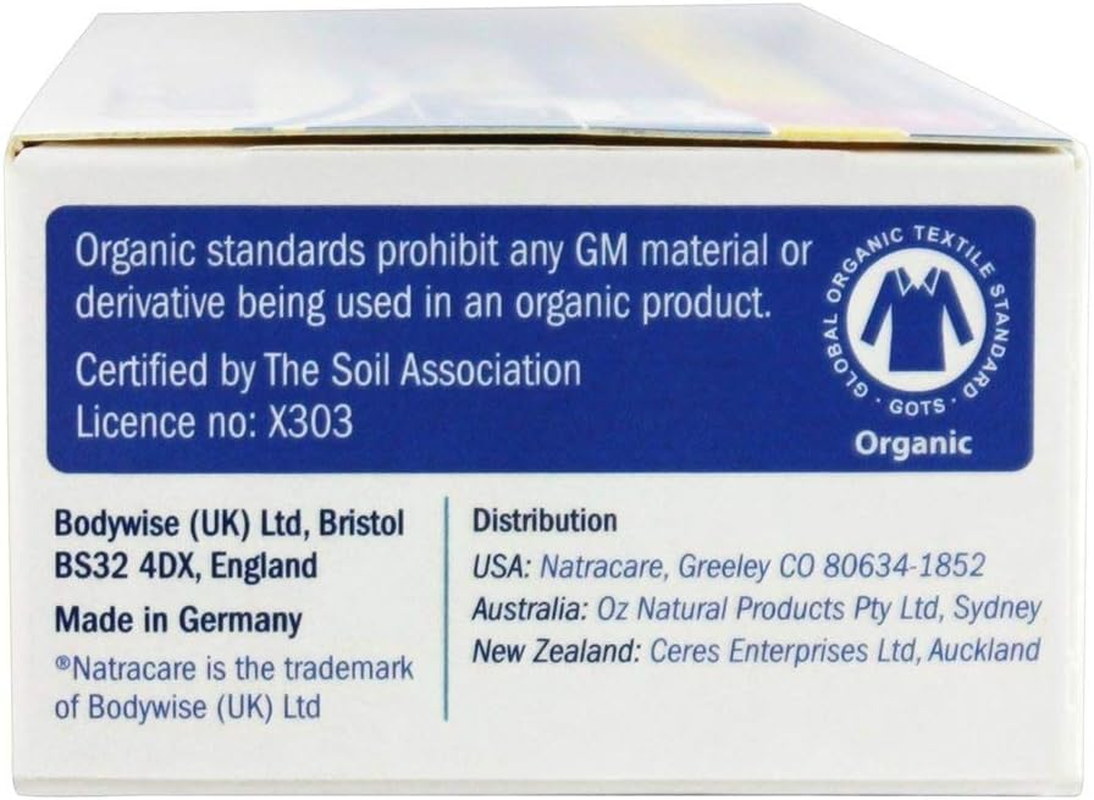 Organic standards prohibit any GM material or
derivative being used in an organic product.
Certified by The Soil Association
Licence no: X303
GLOBAL ORGANIC TEXTILE STANDARD · GOTS ·
Organic
Bodywise (UK) Ltd, Bristol
BS32 4DX, England
Made in Germany
®Natracare is the trademark
of Bodywise (UK) Ltd
Distribution
USA: Natracare, Greeley CO 80634-1852
Australia: Oz Natural Products Pty Ltd, Sydney
New Zealand: Ceres Enterprises Ltd, Auckland